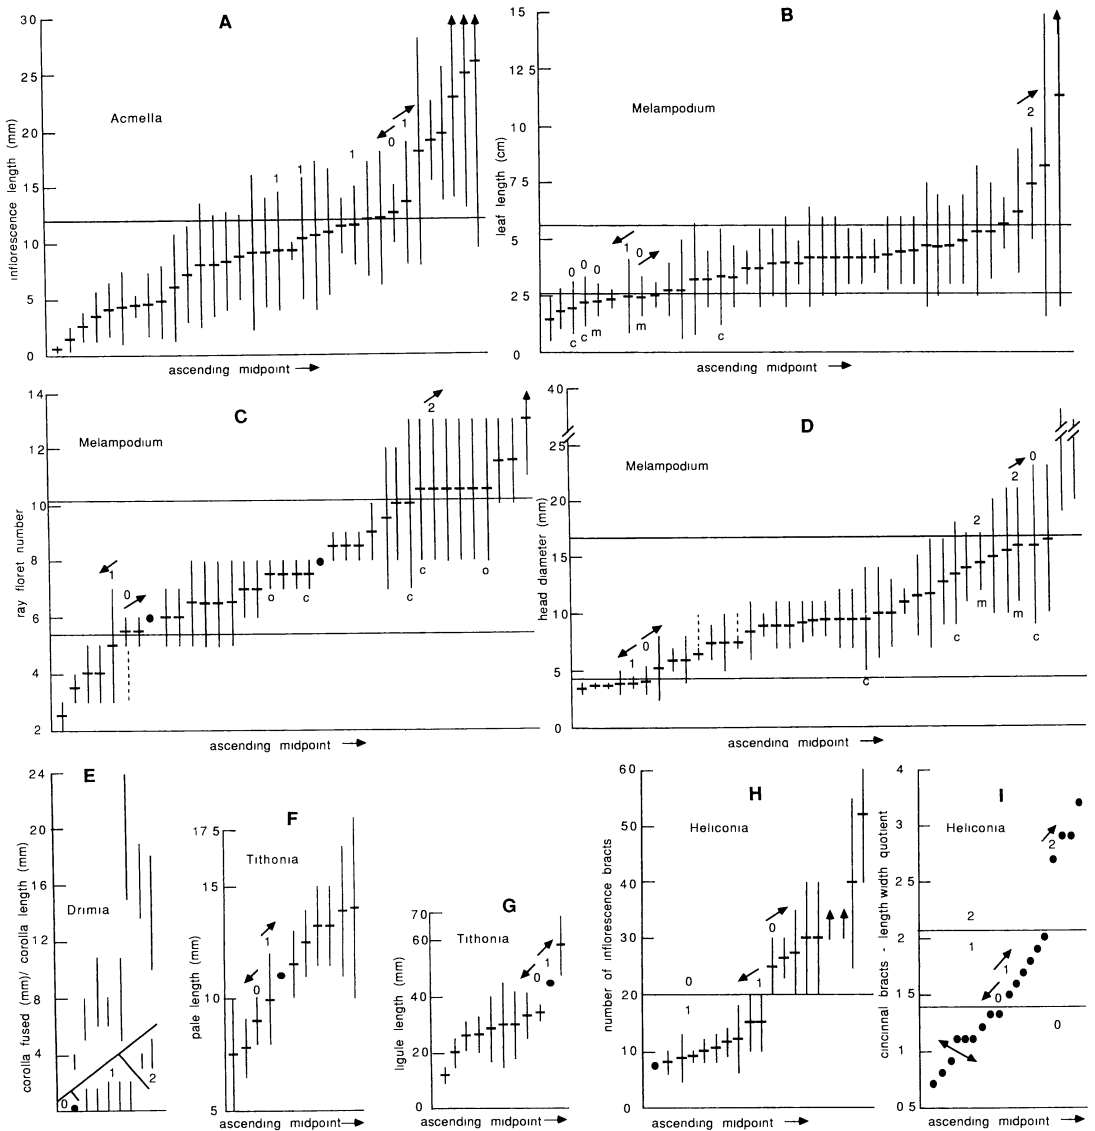 A
Acmella
inflorescence length (mm)
30
25
20
15
10
5
0
1
1
1
0
1
ascending midpoint
B
Melampodium
leaf length (cm)
15
12 5
10
7 5
5
2 5
0
0
0
0
1
0
2
c
c
m
m
c
ascending midpoint
C
Melampodium
ray floret number
14
12
10
8
6
4
2
1
0
2
o
c
c
c
o
ascending midpoint
D
Melampodium
head diameter (mm)
40
25
20
15
10
5
0
1
0
2
2
0
c
c
m
m
c
ascending midpoint
E
Drimia
corolla fused (mm)/ corolla length (mm)
24
20
16
12
8
4
0
1
2
F
Tithonia
pale length (mm)
17 5
15
10
5
0
1
ascending midpoint
G
Tithonia
ligule length (mm)
70
60
40
20
0
0
1
ascending midpoint
H
Heliconia
number of inflorescence bracts
60
50
40
30
20
10
0
0
1
0
1
ascending midpoint
I
Heliconia
cincinnal bracts - length width quotient
4
3
2 5
2
1
0 5
2
1
0
2
1
0
ascending midpoint